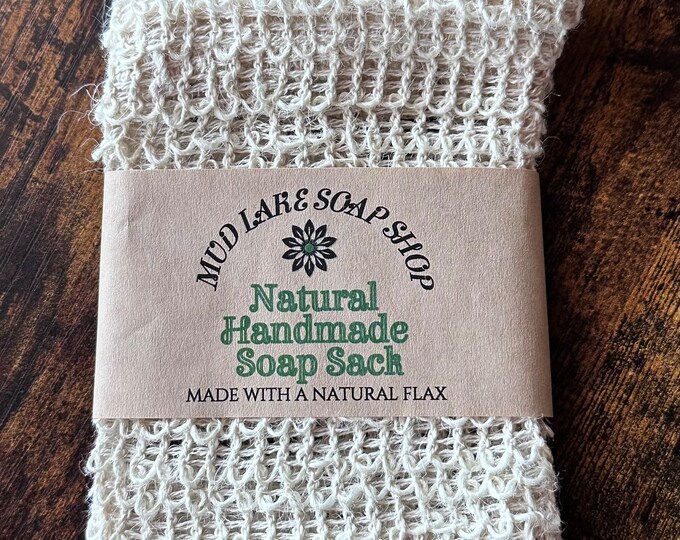 MUD LAKE SOAP SHOP
Natural
Handmade
Soap Sack
MADE WITH A NATURAL FLAX